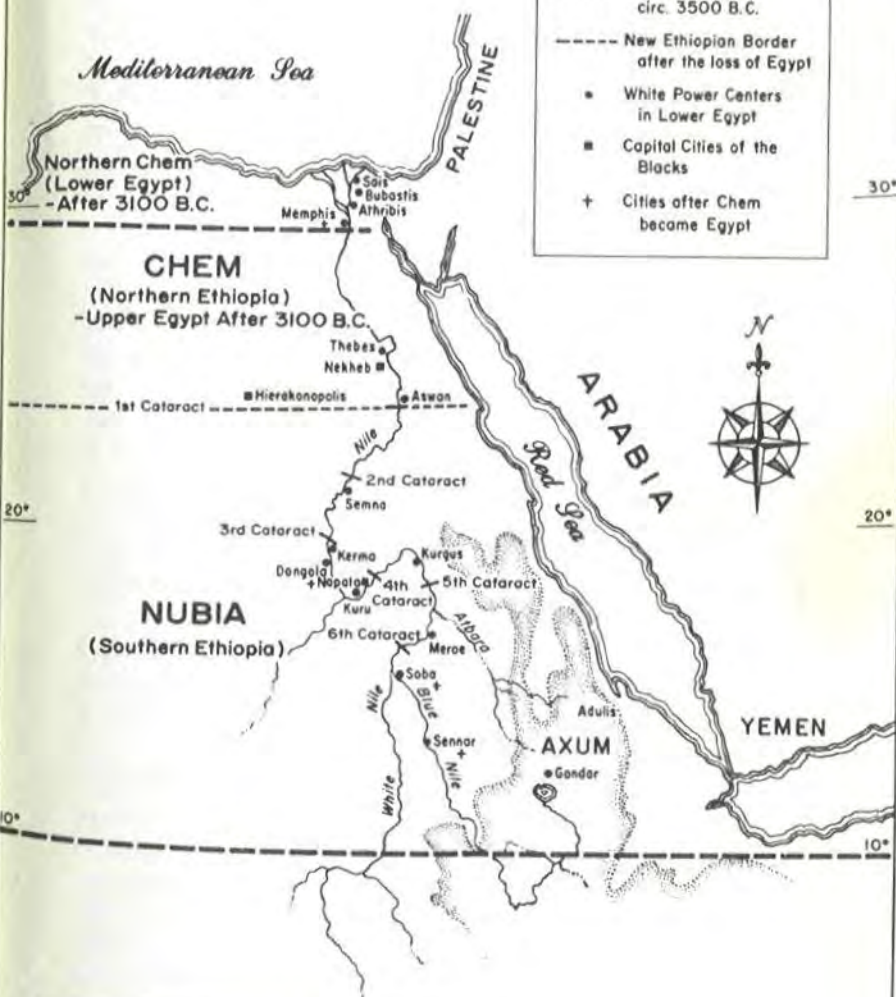 circ. 3500 B.C.
New Ethiopian Border
after the loss of Egypt
White Power Centers
in Lower Egypt
Capital Cities of the
Blacks
+ Cities after Chem
became Egypt
Mediterranean Sea
PALESTINE
Northern Chem
(Lower Egypt)
-After 3100 B.C.
30°
30°
Sais
Bubastis
Athribis
Memphis
CHEM
(Northern Ethiopia)
-Upper Egypt After 3100 B.C.
Thebes
Nekheb
Hierakonopolis
Aswan
1st Cataract
N
ARABIA
Red Sea
Nile
2nd Cataract
Semna
20°
20°
3rd Cataract
Kerma
Dongola
Kurgus
+Napata
4th
Cataract
5th Cataract
Kuru
NUBIA
(Southern Ethiopia)
6th Cataract
Meroe
Atbara
Soba
+
Nile
Blue
Adulis
YEMEN
Sennar
+
AXUM
Gondar
Nile
White
10°
10°